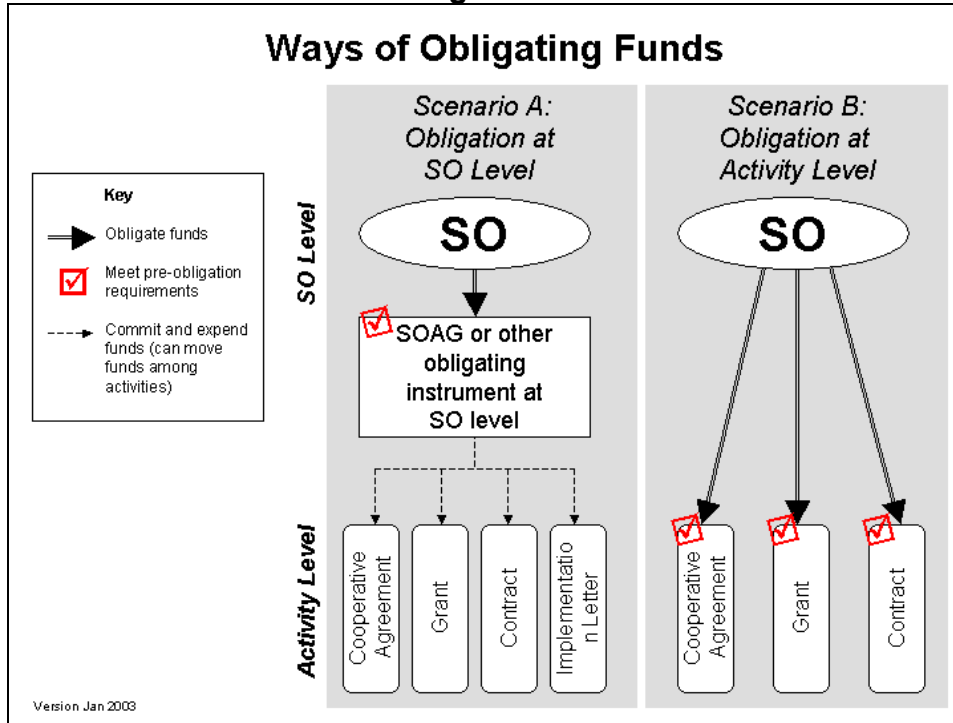 Ways of Obligating Funds
Key
Obligate funds
Meet pre-obligation
requirements
Commit and expend
funds (can move
funds among
activities)
SO Level
Activity Level
Scenario A:
Obligation at
SO Level
SO
SOAG or other
obligating
instrument at
SO level
Cooperative
Agreement
Grant
Contract
Implementatio
n Letter
Scenario B:
Obligation at
Activity Level
SO
Cooperative
Agreement
Grant
Contract
Version Jan 2003